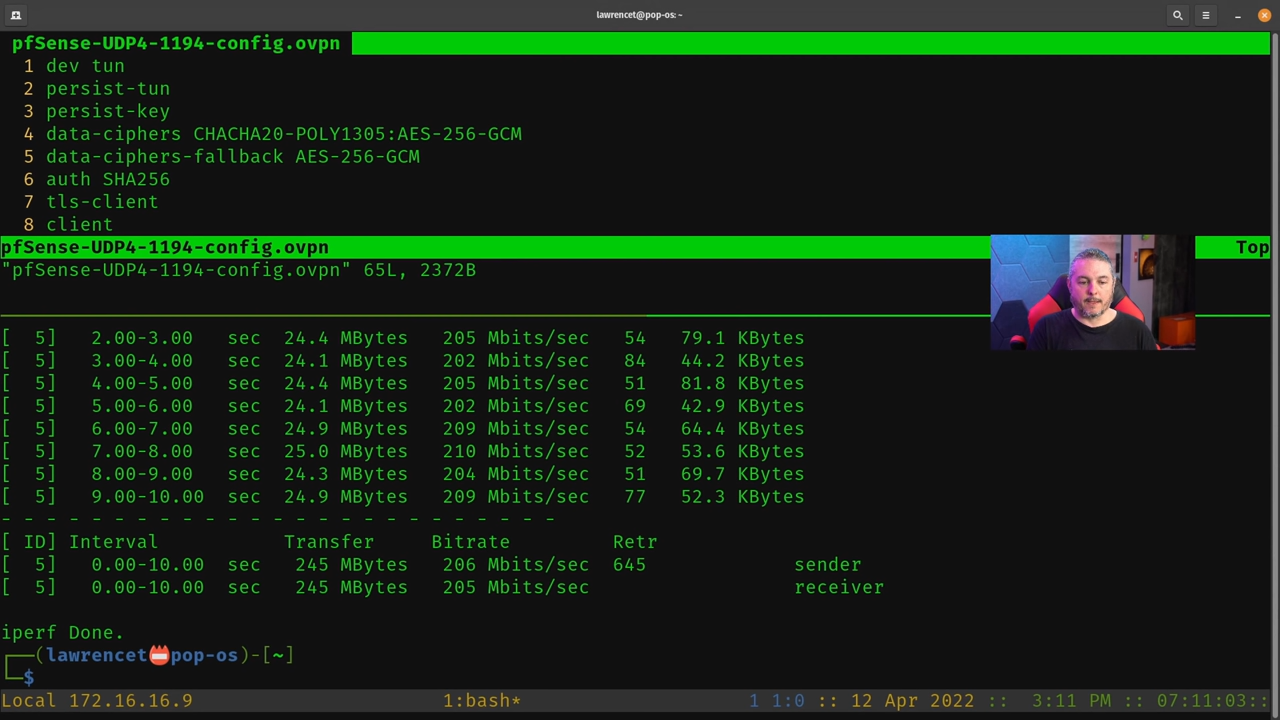 lawrencet@pop-os: ~
pfSense-UDP4-1194-config.ovpn
1 dev tun
2 persist-tun
3 persist-key
4 data-ciphers CHACHA20-POLY1305:AES-256-GCM
5 data-ciphers-fallback AES-256-GCM
6 auth SHA256
7 tls-client
8 client
pfSense-UDP4-1194-config.ovpn Top
"pfSense-UDP4-1194-config.ovpn" 65L, 2372B
[ 5] 2.00-3.00 sec 24.4 MBytes 205 Mbits/sec 54 79.1 KBytes
[ 5] 3.00-4.00 sec 24.1 MBytes 202 Mbits/sec 84 44.2 KBytes
[ 5] 4.00-5.00 sec 24.4 MBytes 205 Mbits/sec 51 81.8 KBytes
[ 5] 5.00-6.00 sec 24.1 MBytes 202 Mbits/sec 69 42.9 KBytes
[ 5] 6.00-7.00 sec 24.9 MBytes 209 Mbits/sec 54 64.4 KBytes
[ 5] 7.00-8.00 sec 25.0 MBytes 210 Mbits/sec 52 53.6 KBytes
[ 5] 8.00-9.00 sec 24.3 MBytes 204 Mbits/sec 51 69.7 KBytes
[ 5] 9.00-10.00 sec 24.9 MBytes 209 Mbits/sec 77 52.3 KBytes
- - - - - - - - - - - - - - - - - - - - - - - - -
[ ID] Interval Transfer Bitrate Retr
[ 5] 0.00-10.00 sec 245 MBytes 206 Mbits/sec 645 sender
[ 5] 0.00-10.00 sec 245 MBytes 205 Mbits/sec receiver
iperf Done.
┌──(lawrencet📛pop-os)-[~]
└─$
Local 172.16.16.9 1:bash* 1 1:0 :: 12 Apr 2022 :: 3:11 PM :: 07:11:03::